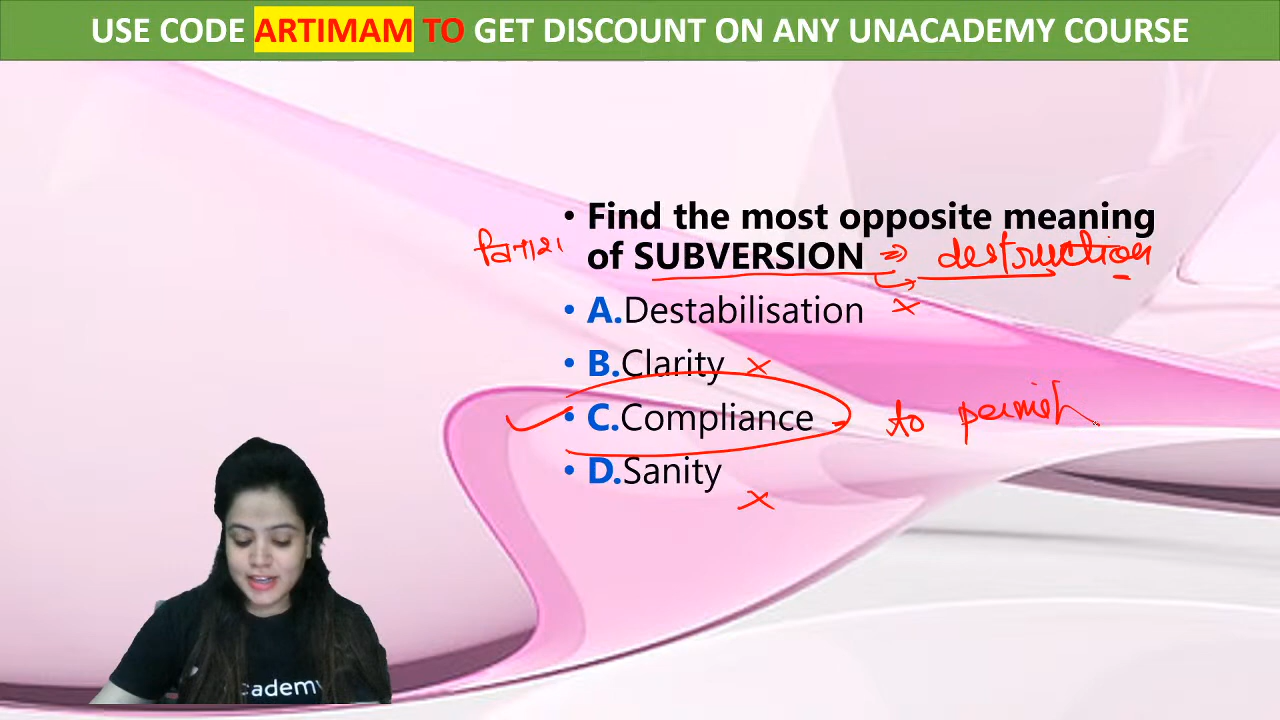 USE CODE ARTIMAM TO GET DISCOUNT ON ANY UNACADEMY COURSE
• Find the most opposite meaning
विनाश of SUBVERSION ⇒ destruction
• A.Destabilisation ×
• B.Clarity ×
• C.Compliance - to permit
• D.Sanity ×
cademy